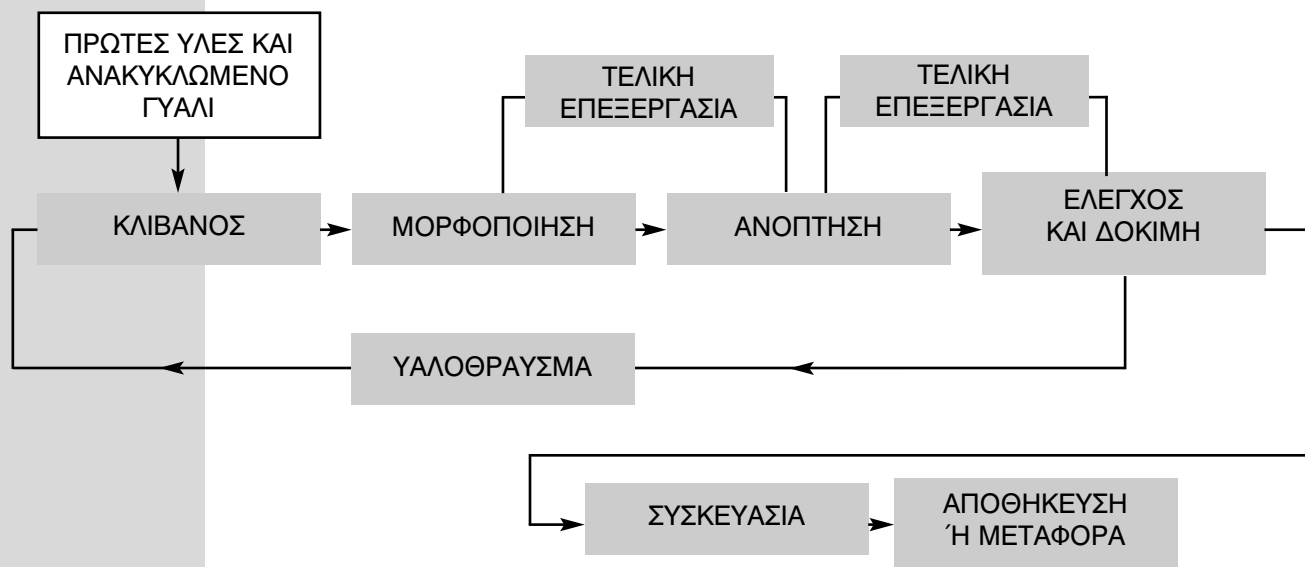 ΠΡΩΤΕΣ ΥΛΕΣ ΚΑΙ
ΑΝΑΚΥΚΛΩΜΕΝΟ
ΓΥΑΛΙ
ΤΕΛΙΚΗ
ΕΠΕΞΕΡΓΑΣΙΑ
ΤΕΛΙΚΗ
ΕΠΕΞΕΡΓΑΣΙΑ
ΚΛΙΒΑΝΟΣ
ΜΟΡΦΟΠΟΙΗΣΗ
ΑΝΟΠΤΗΣΗ
ΕΛΕΓΧΟΣ
ΚΑΙ ΔΟΚΙΜΗ
ΥΑΛΟΘΡΑΥΣΜΑ
ΣΥΣΚΕΥΑΣΙΑ
ΑΠΟΘΗΚΕΥΣΗ
Ή ΜΕΤΑΦΟΡΑ